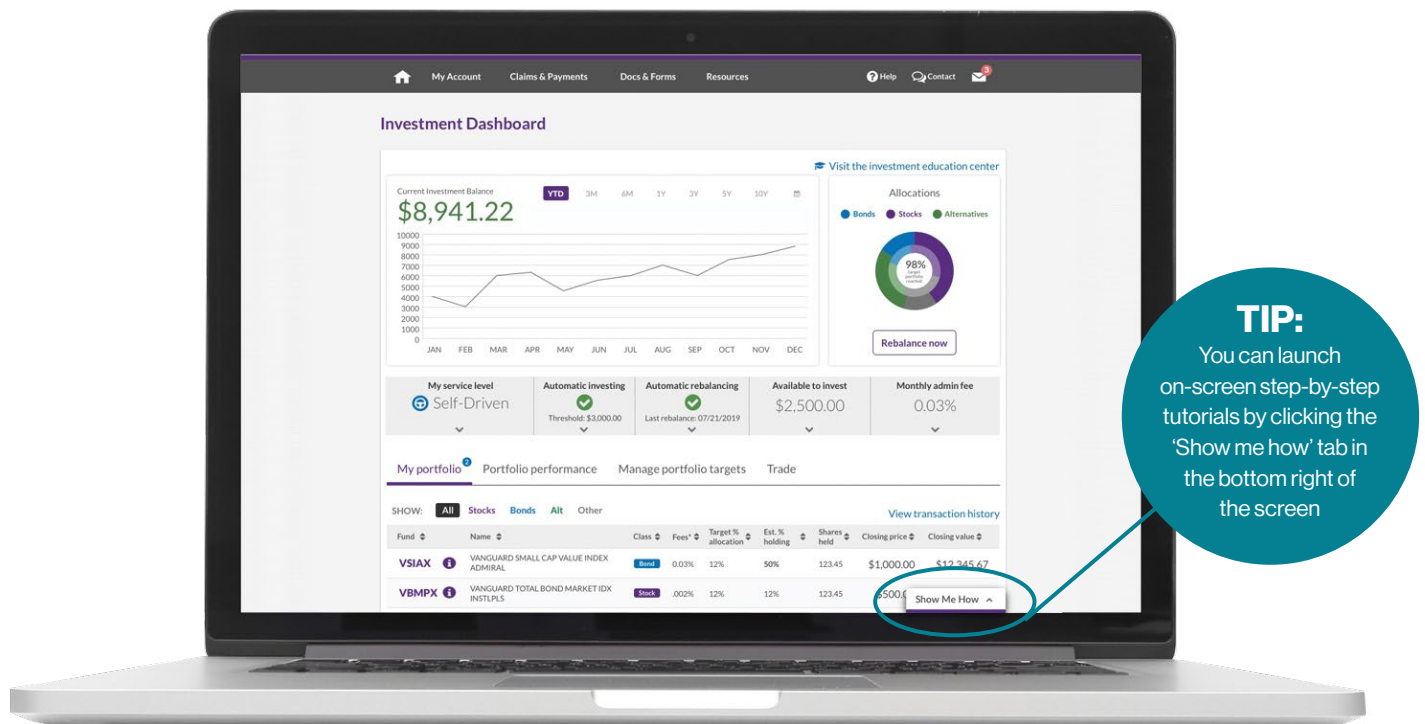 My Account Claims & Payments Docs & Forms Resources ? Help Contact 3
Investment Dashboard
Visit the investment education center
Current Investment Balance
$8,941.22
YTD 3M 6M 1Y 3Y 5Y 10Y
10000
9000
8000
7000
6000
5000
4000
3000
2000
1000
0
JAN FEB MAR APR MAY JUN JUL AUG SEP OCT NOV DEC
Allocations
Bonds Stocks Alternatives
98%
target
portfolio
Rebalance now
My service level
Self-Driven
Automatic investing
Threshold: $3,000.00
Automatic rebalancing
Last rebalance: 07/21/2019
Available to invest
$2,500.00
Monthly admin fee
0.03%
My portfolio 2 Portfolio performance Manage portfolio targets Trade
SHOW: All Stocks Bonds Alt Other
View transaction history
Fund Name Class Fees* Target % allocation Est. % holding Shares held Closing price Closing value
VSIAX i VANGUARD SMALL CAP VALUE INDEX ADMIRAL Bond 0.03% 12% 50% 123.45 $1,000.00 $12,345.67
VBMPX i VANGUARD TOTAL BOND MARKET IDX INSTLPLS Stock .002% 12% 12% 123.45
Show Me How
TIP:
You can launch
on-screen step-by-step
tutorials by clicking the
‘Show me how’ tab in
the bottom right of
the screen